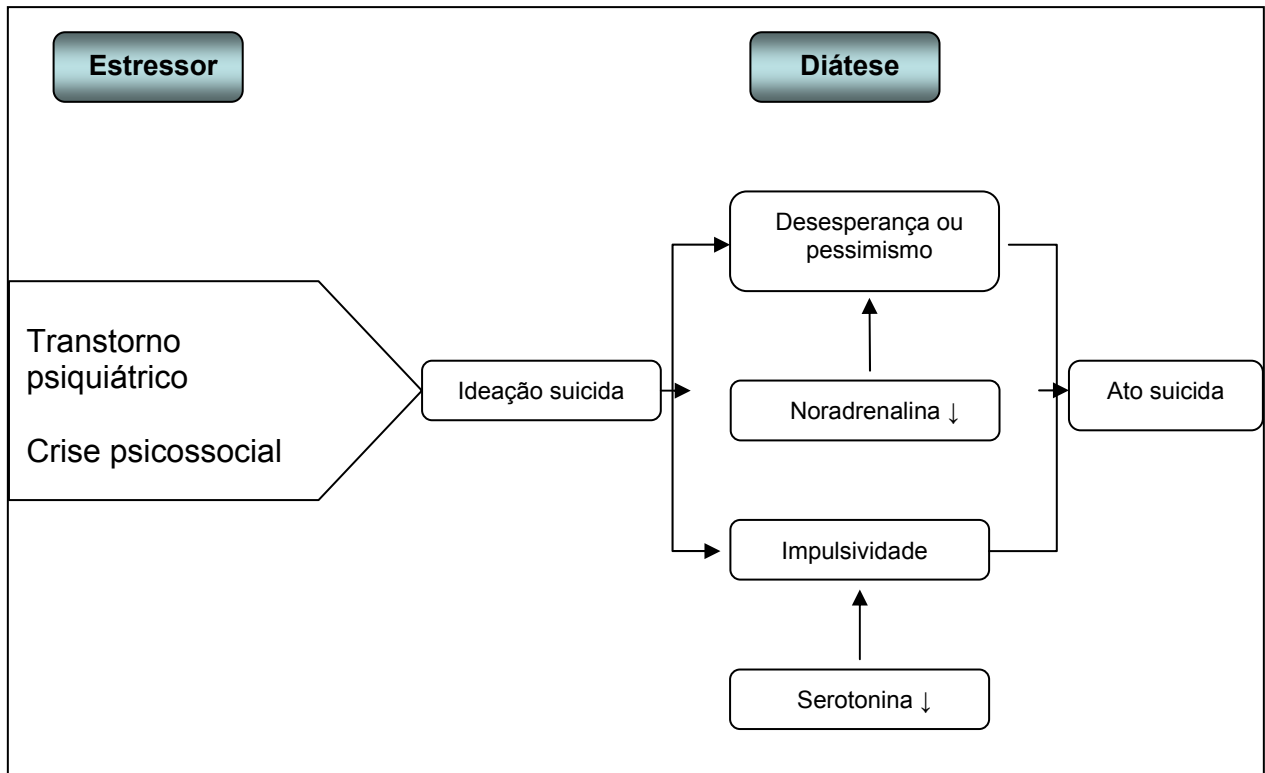 Estressor
Diátese
Transtorno
psiquiátrico
Crise psicossocial
Ideação suicida
Desesperança ou
pessimismo
Noradrenalina ↓
Impulsividade
Serotonina ↓
Ato suicida